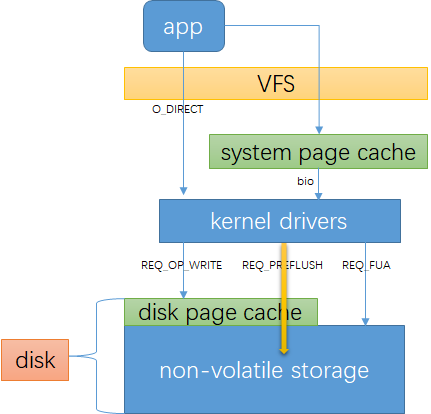 app
VFS
O_DIRECT
system page cache
bio
kernel drivers
REQ_OP_WRITE
REQ_PREFLUSH
REQ_FUA
disk page cache
disk
non-volatile storage